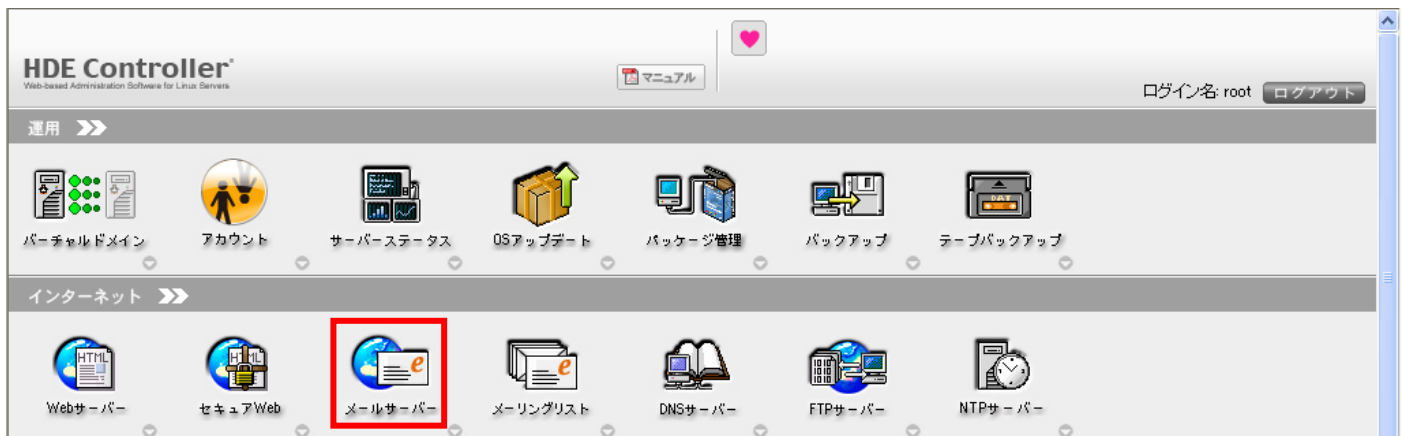 HDE Controller
Web-based Administration Software for Linux Servers
マニュアル
ログイン名: root ログアウト
運用
バーチャルドメイン アカウント サーバーステータス OSアップデート パッケージ管理 バックアップ テープバックアップ
DAT
インターネット
HTML HTML e e
Webサーバー セキュアWeb メールサーバー メーリングリスト DNSサーバー FTPサーバー NTPサーバー